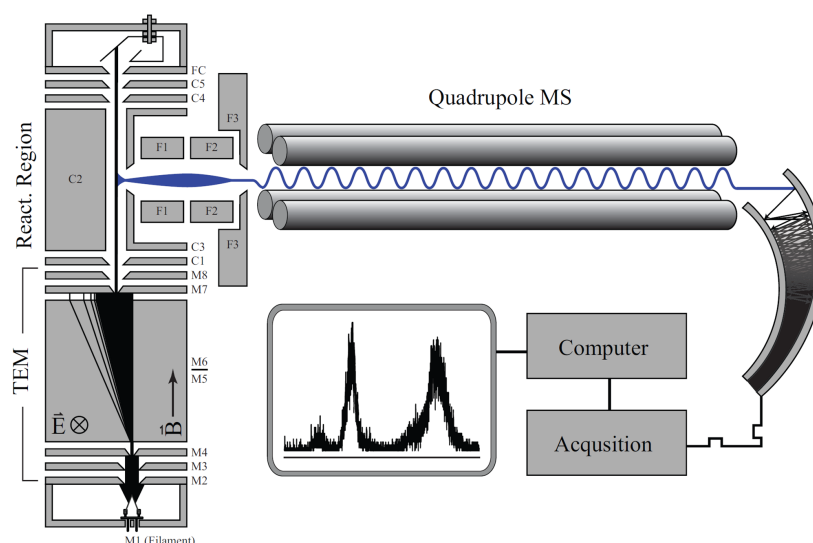 FC
C5
C4
F3
Quadrupole MS
F1
F2
C2
React. Region
F1
F2
C3
F3
C1
M8
M7
TEM
M6
M5
E
B
Computer
Acqusition
M4
M3
M2
M1 (Filament)